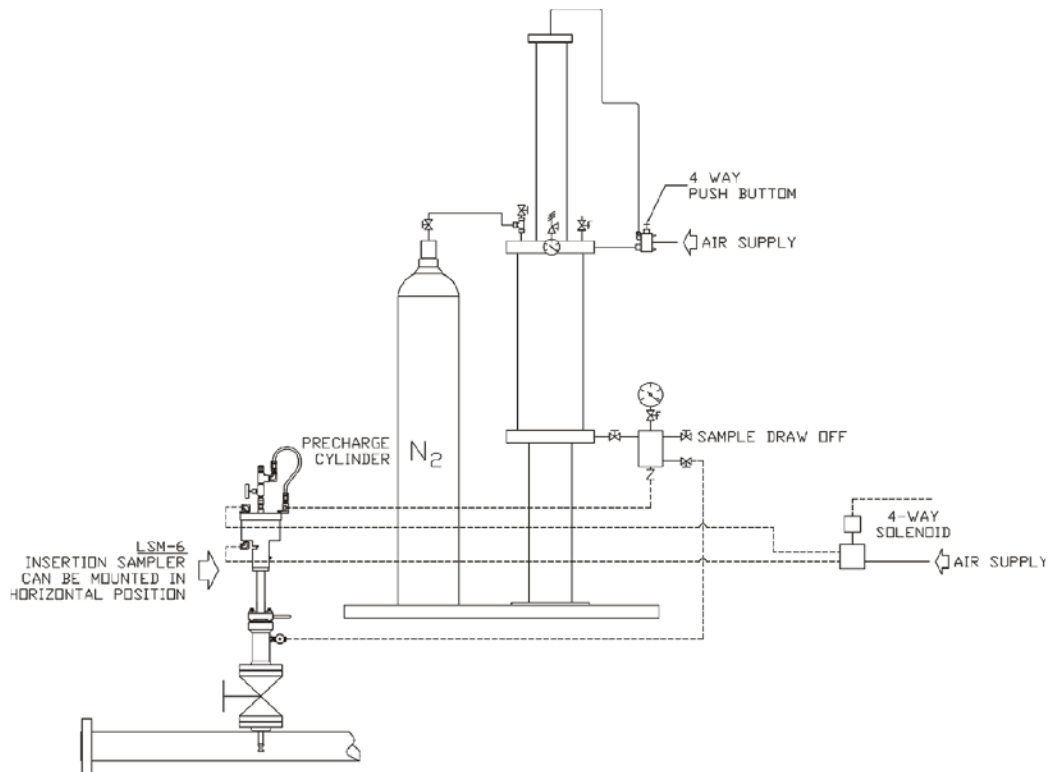 4 WAY
PUSH BUTTOM
AIR SUPPLY
SAMPLE DRAW OFF
PRECHARGE
CYLINDER
N2
4-WAY
SOLENOID
AIR SUPPLY
LSM-6
INSERTION SAMPLER
CAN BE MOUNTED IN
HORIZONTAL POSITION